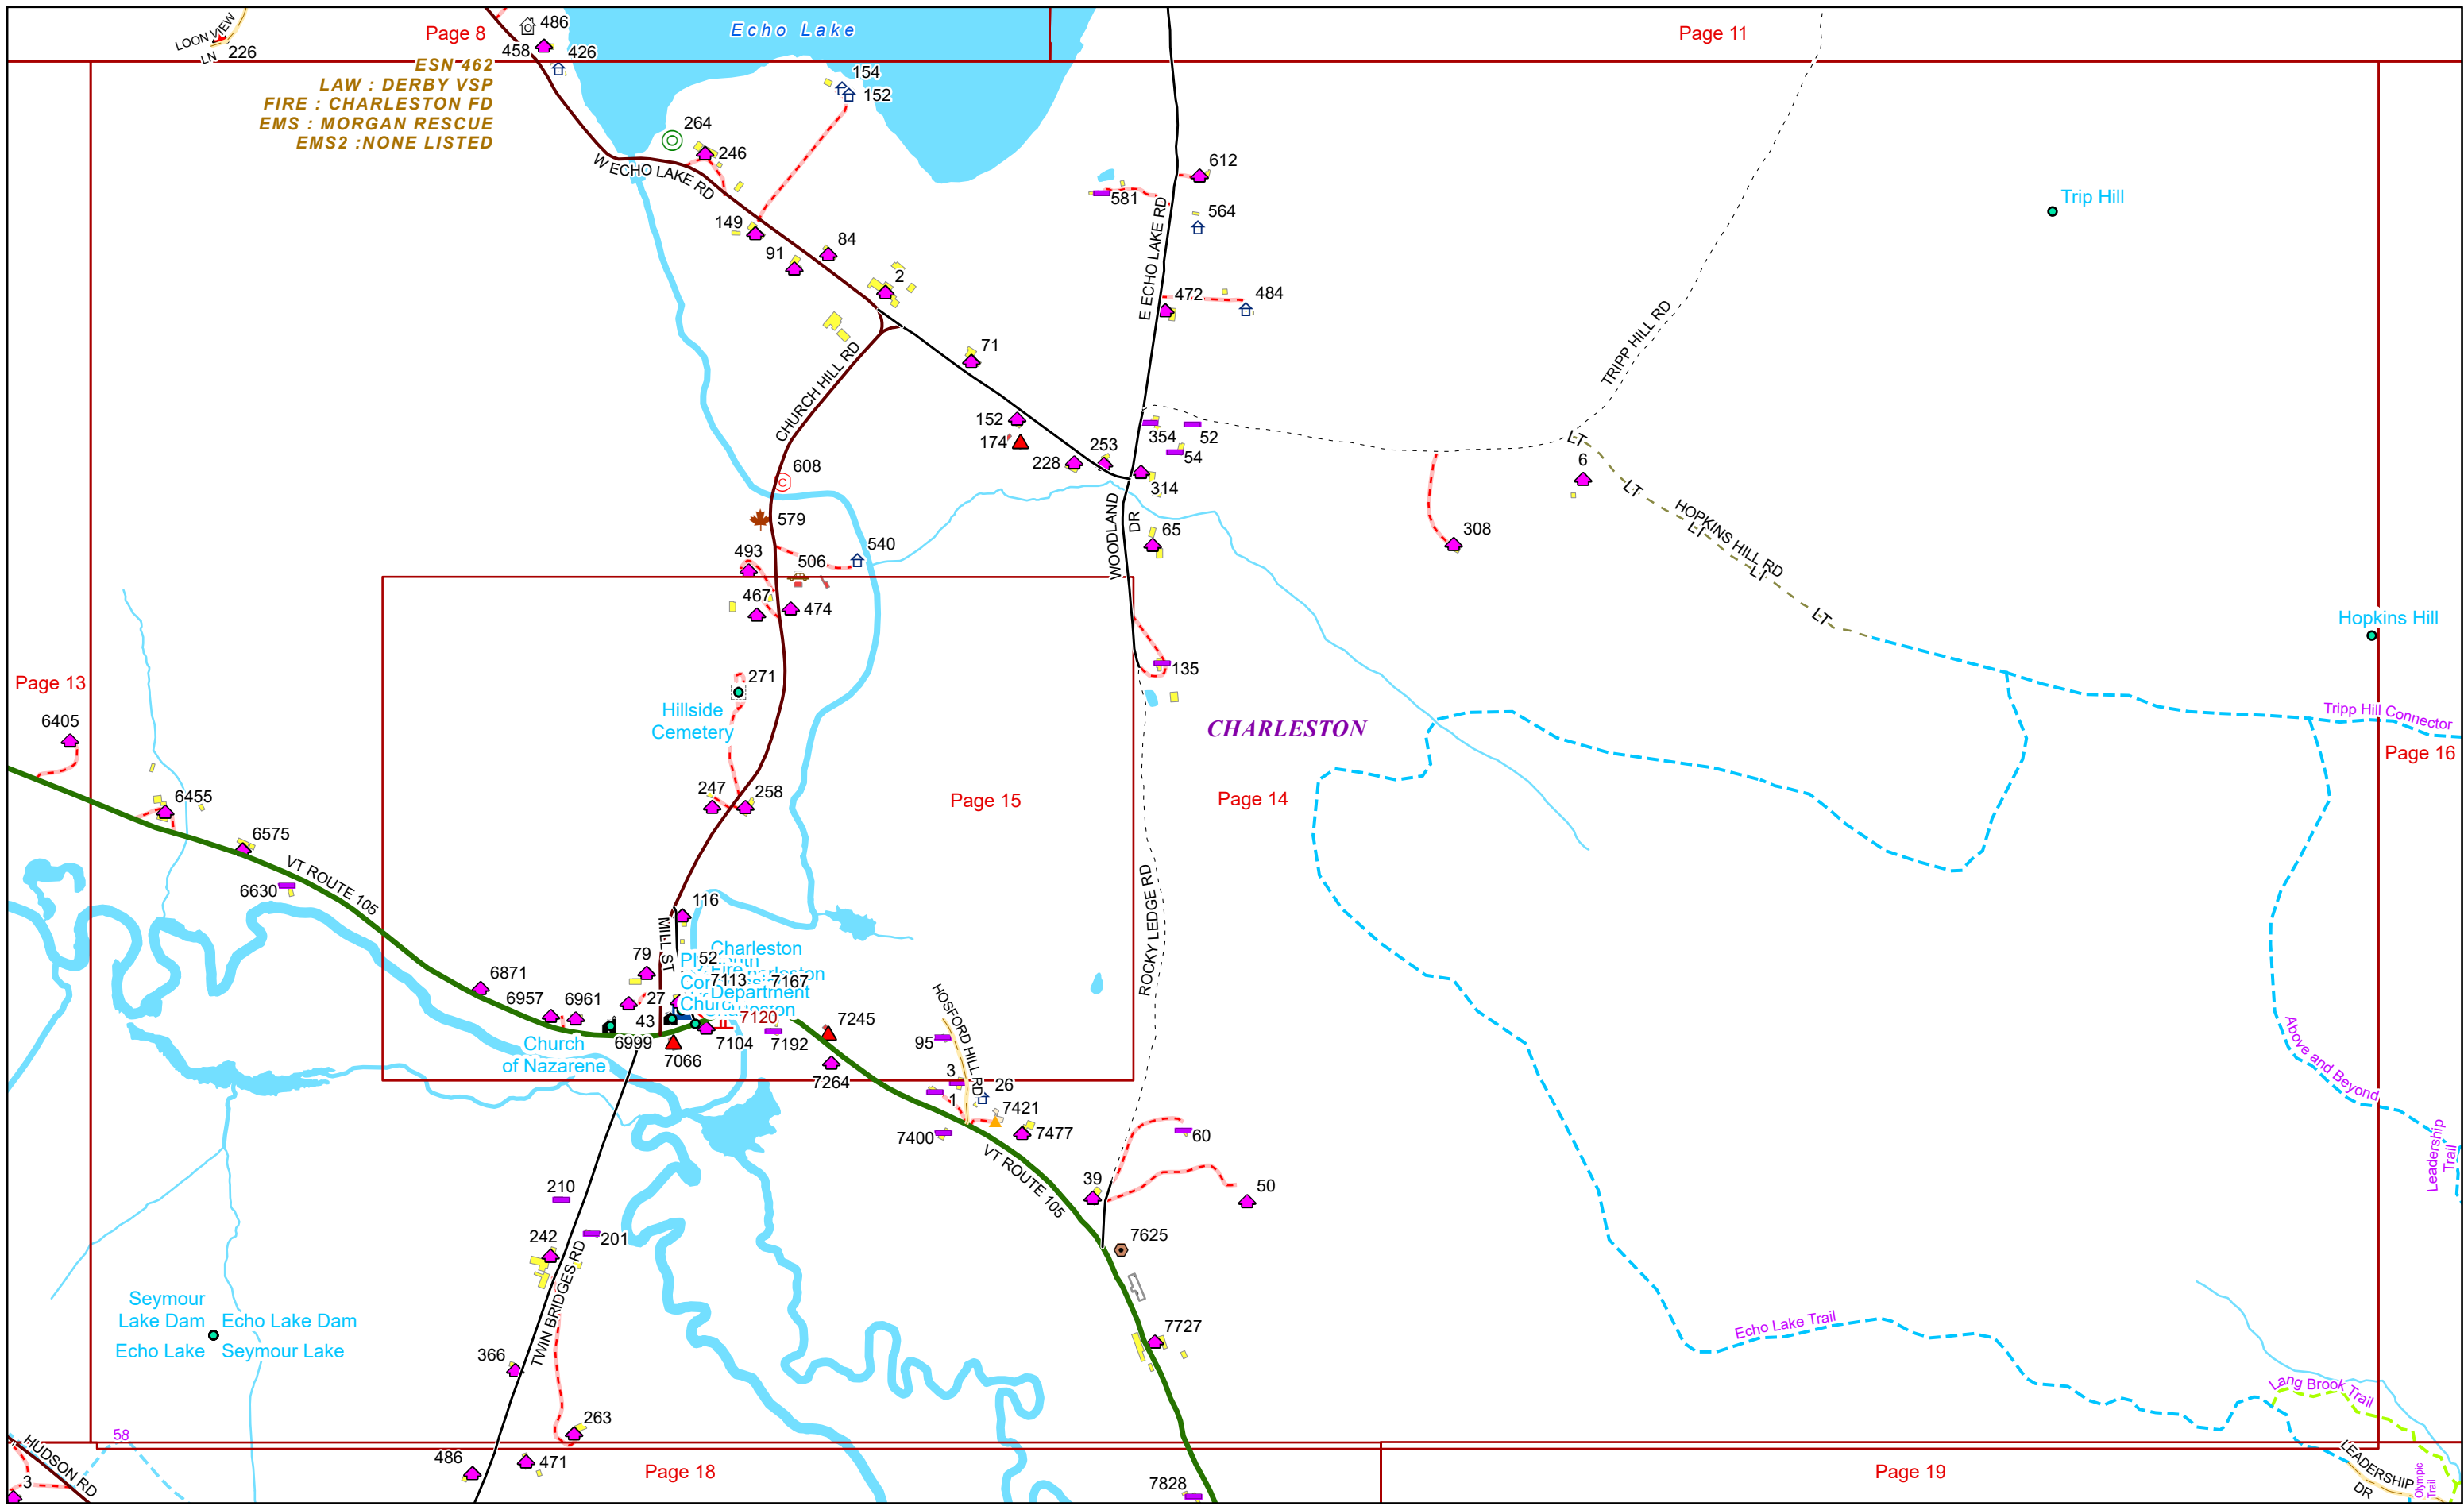 LOON VIEW
LN
226
Page 8
486
458
426
Echo Lake
Page 11
ESN 462
LAW : DERBY VSP
FIRE : CHARLESTON FD
EMS : MORGAN RESCUE
EMS2 :NONE LISTED
154
152
264
246
W ECHO LAKE RD
612
581
564
E ECHO LAKE RD
Trip Hill
149
91
84
2
472
484
71
CHURCH HILL RD
TRIPP HILL RD
152
174
228
253
354
52
54
314
LT
6
LT
HOPKINS HILL RD
LT
LT
LT
608
579
WOODLAND
DR
65
308
493
506
540
467
474
Hopkins Hill
135
Page 13
271
Hillside
Cemetery
CHARLESTON
Tripp Hill Connector
Page 16
6405
6455
6575
VT ROUTE 105
6630
247
258
Page 15
Page 14
ROCKY LEDGE RD
116
MILL ST
79
52
Charleston
Fire
Department
7113
7167
6871
6957
6961
27
43
Church
7120
6999
7066
7104
7192
7245
7264
Church
of Nazarene
HOSFORD HILL RD
95
3
1
26
7421
7400
7477
VT ROUTE 105
Above and Beyond
Leadership
Trail
60
39
50
210
201
242
TWIN BRIDGES RD
7625
Seymour
Lake Dam
Echo Lake Dam
Echo Lake
Seymour Lake
366
7727
Echo Lake Trail
263
Lang Brook Trail
58
HUDSON RD
3
486
471
Page 18
7828
Page 19
LEADERSHIP
DR
Olympic
Trail